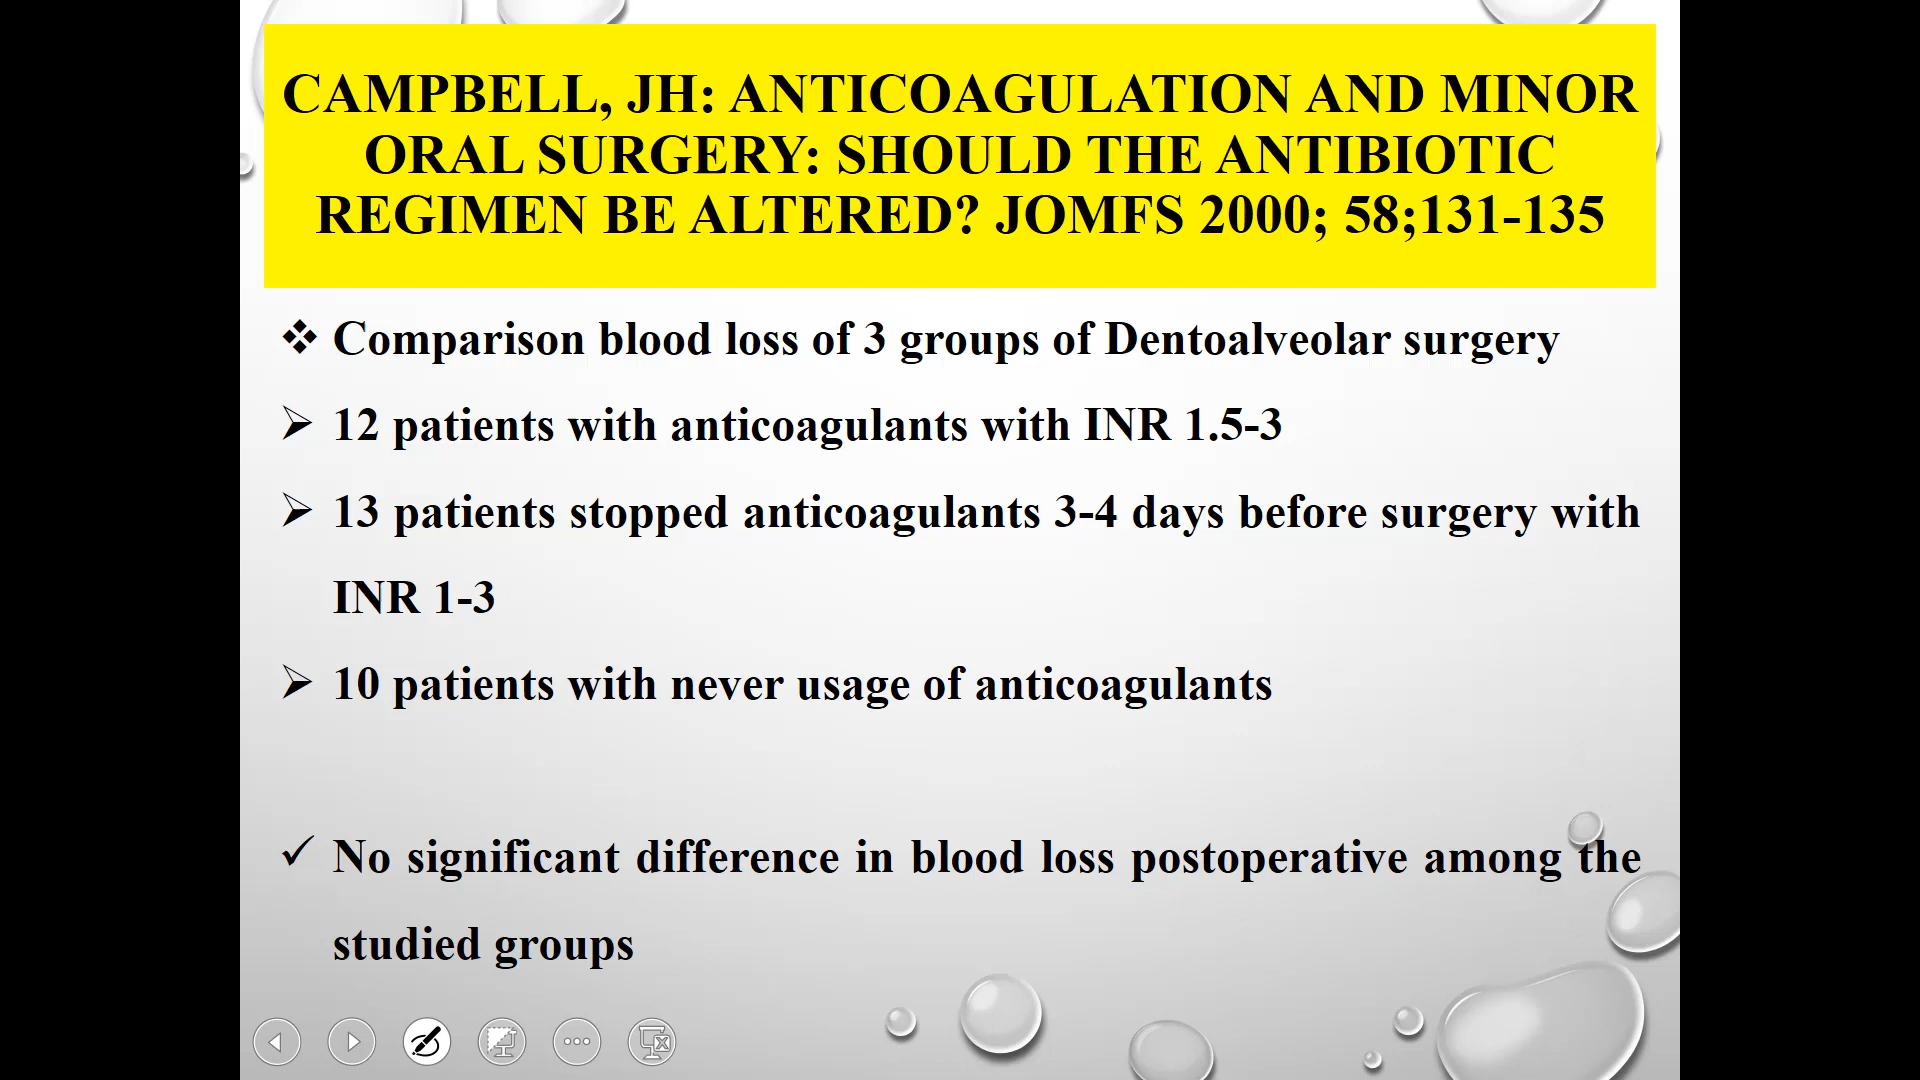 CAMPBELL, JH: ANTICOAGULATION AND MINOR
ORAL SURGERY: SHOULD THE ANTIBIOTIC
REGIMEN BE ALTERED? JOMFS 2000; 58;131-135
❖ Comparison blood loss of 3 groups of Dentoalveolar surgery
➢ 12 patients with anticoagulants with INR 1.5-3
➢ 13 patients stopped anticoagulants 3-4 days before surgery with
INR 1-3
➢ 10 patients with never usage of anticoagulants
✓ No significant difference in blood loss postoperative among the
studied groups